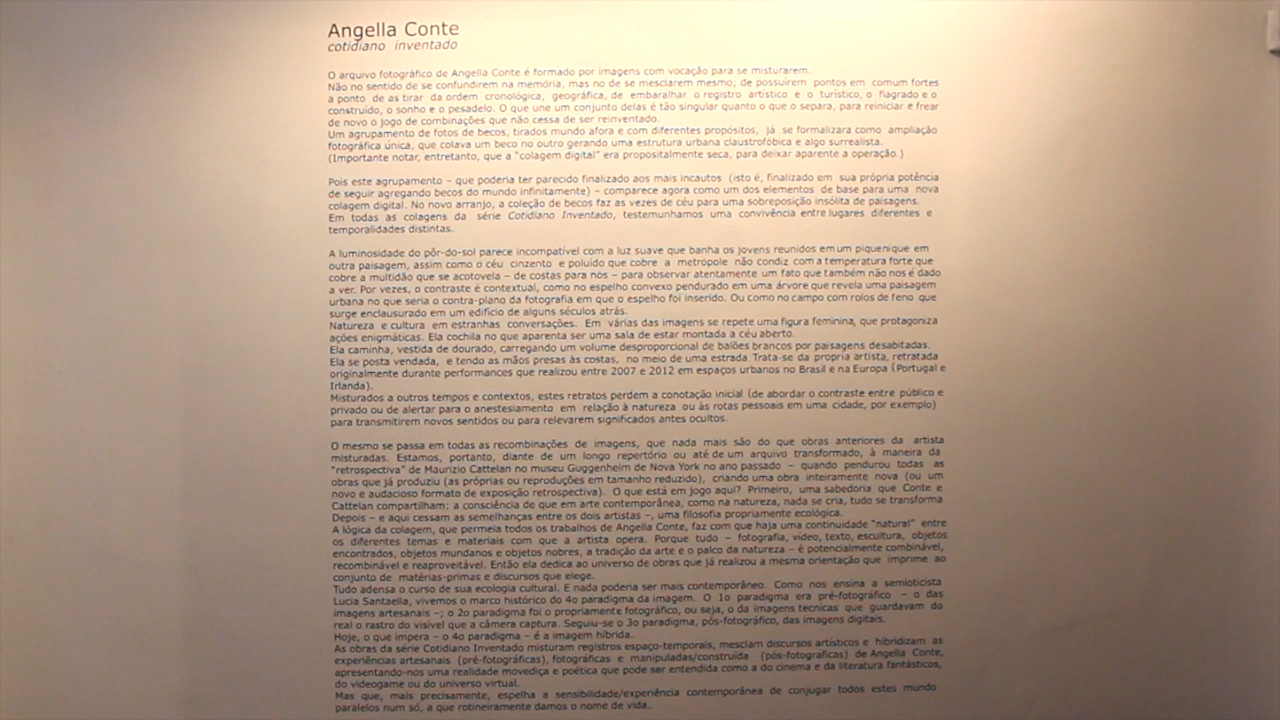 Angella Conte
cotidiano inventado
O arquivo fotográfico de Angella Conte é formado por imagens com vocação para se misturarem.
Não no sentido de se confundirem na memória, mas no de se mesclarem mesmo, de possuírem pontos em comum fortes
a ponto de as tirar da ordem cronológica, geográfica, de embaralhar o registro artístico e o turístico, o flagrado e o
construído, o sonho e o pesadelo. O que une um conjunto delas é tão singular quanto o que o separa, para reiniciar e frear
de novo o jogo de combinações que não cessa de ser reinventado.
Um agrupamento de fotos de becos, tirados mundo afora e com diferentes propósitos, já se formalizara como ampliação
fotográfica única, que colava um beco no outro gerando uma estrutura urbana claustrofóbica e algo surrealista.
(Importante notar, entretanto, que a "colagem digital" era propositalmente seca, para deixar aparente a operação.)
Pois este agrupamento – que poderia ter parecido finalizado aos mais incautos (isto é, finalizado em sua própria potência
de seguir agregando becos do mundo infinitamente) – comparece agora como um dos elementos de base para uma nova
colagem digital. No novo arranjo, a coleção de becos faz as vezes de céu para uma sobreposição insólita de paisagens.
Em todas as colagens da série Cotidiano Inventado, testemunhamos uma convivência entre lugares diferentes e
temporalidades distintas.
A luminosidade do pôr-do-sol parece incompatível com a luz suave que banha os jovens reunidos em um piquenique em
outra paisagem, assim como o céu cinzento e poluído que cobre a metrópole não condiz com a temperatura forte que
cobre a multidão que se acotovela – de costas para nós – para observar atentamente um fato que também não nos é dado
a ver. Por vezes, o contraste é contextual, como no espelho convexo pendurado em uma árvore que revela uma paisagem
urbana no que seria o contra-plano da fotografia em que o espelho foi inserido. Ou como no campo com rolos de feno que
surge enclausurado em um edifício de alguns séculos atrás.
Natureza e cultura em estranhas conversações. Em várias das imagens se repete uma figura feminina, que protagoniza
ações enigmáticas. Ela cochila no que aparenta ser uma sala de estar montada a céu aberto.
Ela caminha, vestida de dourado, carregando um volume desproporcional de balões brancos por paisagens desabitadas.
Ela se posta vendada, e tendo as mãos presas às costas, no meio de uma estrada. Trata-se da própria artista, retratada
originalmente durante performances que realizou entre 2007 e 2012 em espaços urbanos no Brasil e na Europa (Portugal e
Irlanda).
Misturados a outros tempos e contextos, estes retratos perdem a conotação inicial (de abordar o contraste entre público e
privado ou de alertar para o anestesiamento em relação à natureza ou às rotas pessoais em uma cidade, por exemplo)
para transmitirem novos sentidos ou para relevarem significados antes ocultos.
O mesmo se passa em todas as recombinações de imagens, que nada mais são do que obras anteriores da artista
misturadas. Estamos, portanto, diante de um longo repertório ou até de um arquivo transformado, à maneira da
"retrospectiva" de Maurizio Cattelan no museu Guggenheim de Nova York no ano passado – quando pendurou todas as
obras que já produziu (as próprias ou reproduções em tamanho reduzido), criando uma obra inteiramente nova (ou um
novo e audacioso formato de exposição retrospectiva). O que está em jogo aqui? Primeiro, uma sabedoria que Conte e
Cattelan compartilham: a consciência de que em arte contemporânea, como na natureza, nada se cria, tudo se transforma
Depois – e aqui cessam as semelhanças entre os dois artistas –, uma filosofia propriamente ecológica.
A lógica da colagem, que permeia todos os trabalhos de Angella Conte, faz com que haja uma continuidade "natural" entre
os diferentes temas e materiais com que a artista opera. Porque tudo – fotografia, vídeo, texto, escultura, objetos
encontrados, objetos mundanos e objetos nobres, a tradição da arte e o palco da natureza – é potencialmente combinável,
recombinável e reaproveitável. Então ela dedica ao universo de obras que já realizou a mesma orientação que imprime ao
conjunto de matérias-primas e discursos que elege.
Tudo adensa o curso de sua ecologia cultural. E nada poderia ser mais contemporâneo. Como nos ensina a semioticista
Lucia Santaella, vivemos o marco histórico do 4o paradigma da imagem. O 1o paradigma era pré-fotográfico – o das
imagens artesanais –; o 2o paradigma foi o propriamente fotográfico, ou seja, o da imagens tecnicas que guardavam do
real o rastro do visível que a câmera captura. Seguiu-se o 3o paradigma, pós-fotográfico, das imagens digitais.
Hoje, o que impera – o 4o paradigma – é a imagem híbrida.
As obras da série Cotidiano Inventado misturam registros espaço-temporais, mesclam discursos artísticos e hibridizam as
experiências artesanais (pré-fotográficas), fotográficas e manipuladas/construída (pós-fotograficas) de Angella Conte,
apresentando-nos uma realidade movediça e poética que pode ser entendida como a do cinema e da literatura fantásticos,
do videogame ou do universo virtual.
Mas que, mais precisamente, espelha a sensibilidade/experiência contemporânea de conjugar todos estes mundo
paralelos num só, a que rotineiramente damos o nome de vida.